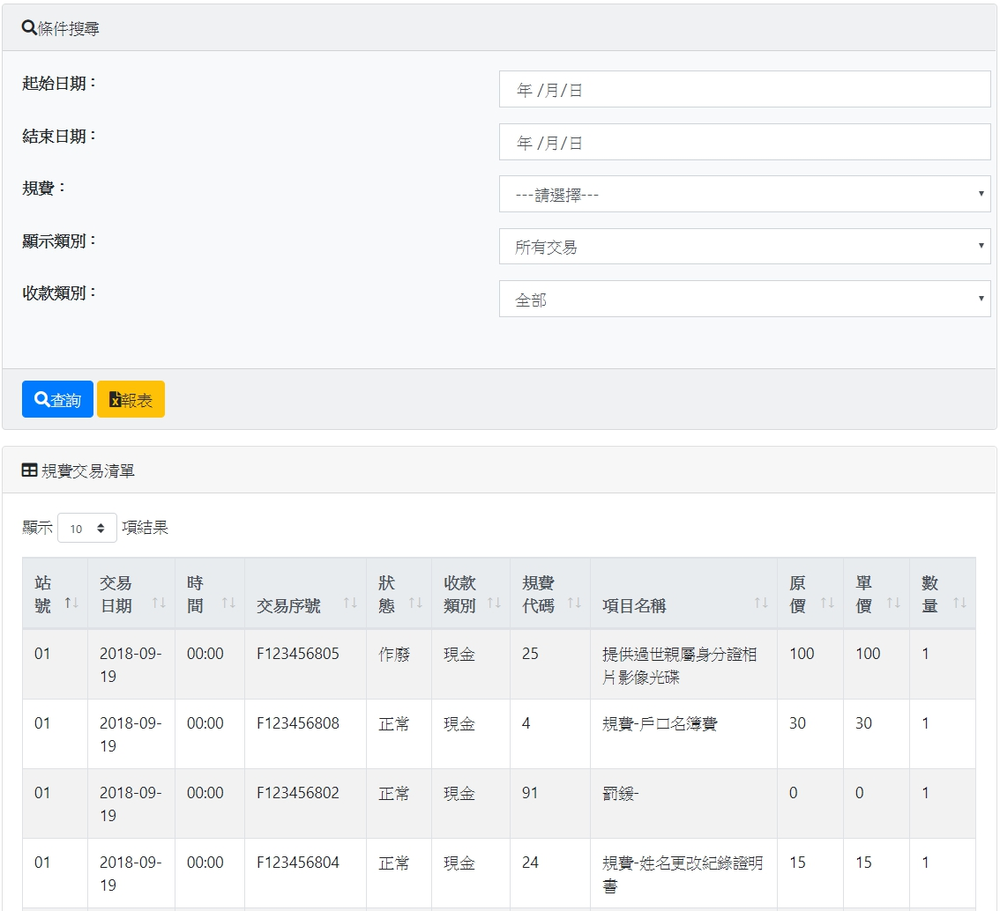 條件搜尋
起始日期：
年 /月/日
結束日期：
年 /月/日
規費：
---請選擇---
顯示類別：
所有交易
收款類別：
全部
查詢 報表
規費交易清單
顯示 10 項結果
站號 交易日期 時間 交易序號 狀態 收款類別 規費代碼 項目名稱 原價 單價 數量
01 2018-09-19 00:00 F123456805 作廢 現金 25 提供過世親屬身分證相片影像光碟 100 100 1
01 2018-09-19 00:00 F123456808 正常 現金 4 規費-戶口名簿費 30 30 1
01 2018-09-19 00:00 F123456802 正常 現金 91 罰鍰- 0 0 1
01 2018-09-19 00:00 F123456804 正常 現金 24 規費-姓名更改紀錄證明書 15 15 1